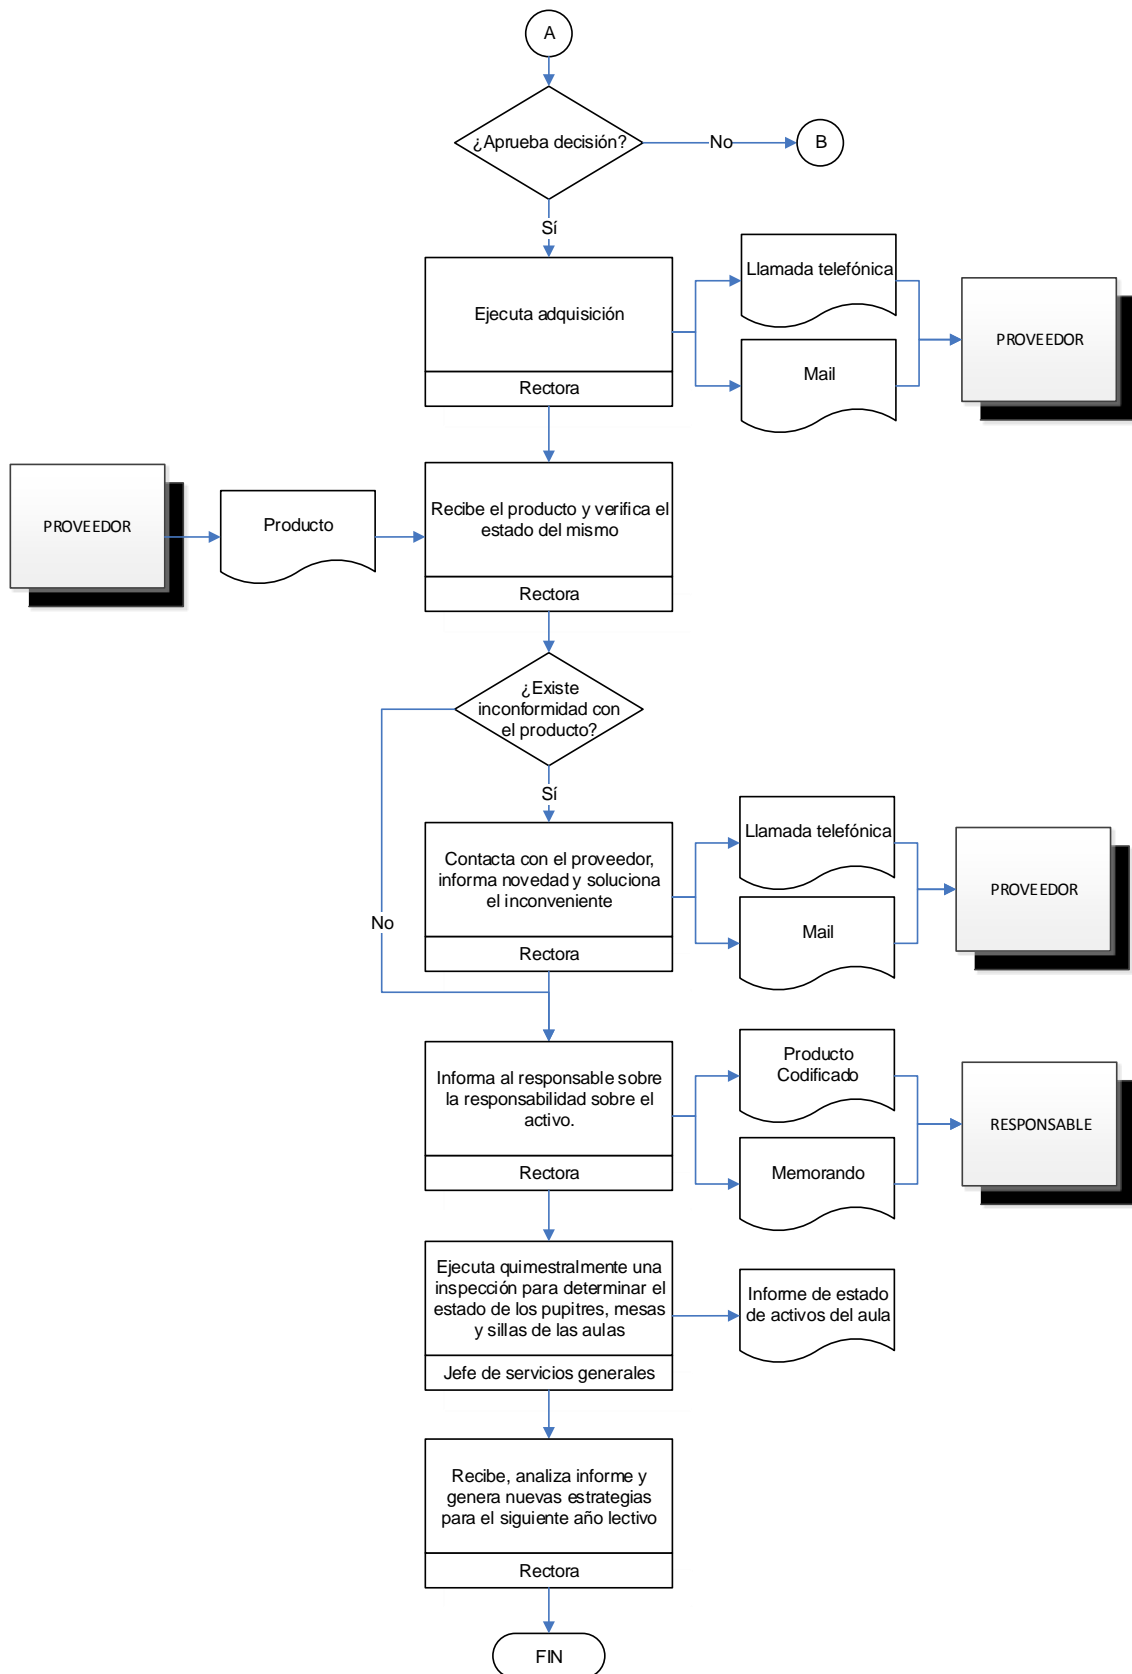 A
¿Aprueba decisión?
No
B
Sí
Ejecuta adquisición
Rectora
Llamada telefónica
Mail
PROVEEDOR
PROVEEDOR
Producto
Recibe el producto y verifica el
estado del mismo
Rectora
¿Existe
inconformidad con
el producto?
Sí
No
Contacta con el proveedor,
informa novedad y soluciona
el inconveniente
Rectora
Llamada telefónica
Mail
PROVEEDOR
Informa al responsable sobre
la responsabilidad sobre el
activo.
Rectora
Producto
Codificado
Memorando
RESPONSABLE
Ejecuta quimestralmente una
inspección para determinar el
estado de los pupitres, mesas
y sillas de las aulas
Jefe de servicios generales
Informe de estado
de activos del aula
Recibe, analiza informe y
genera nuevas estrategias
para el siguiente año lectivo
Rectora
FIN